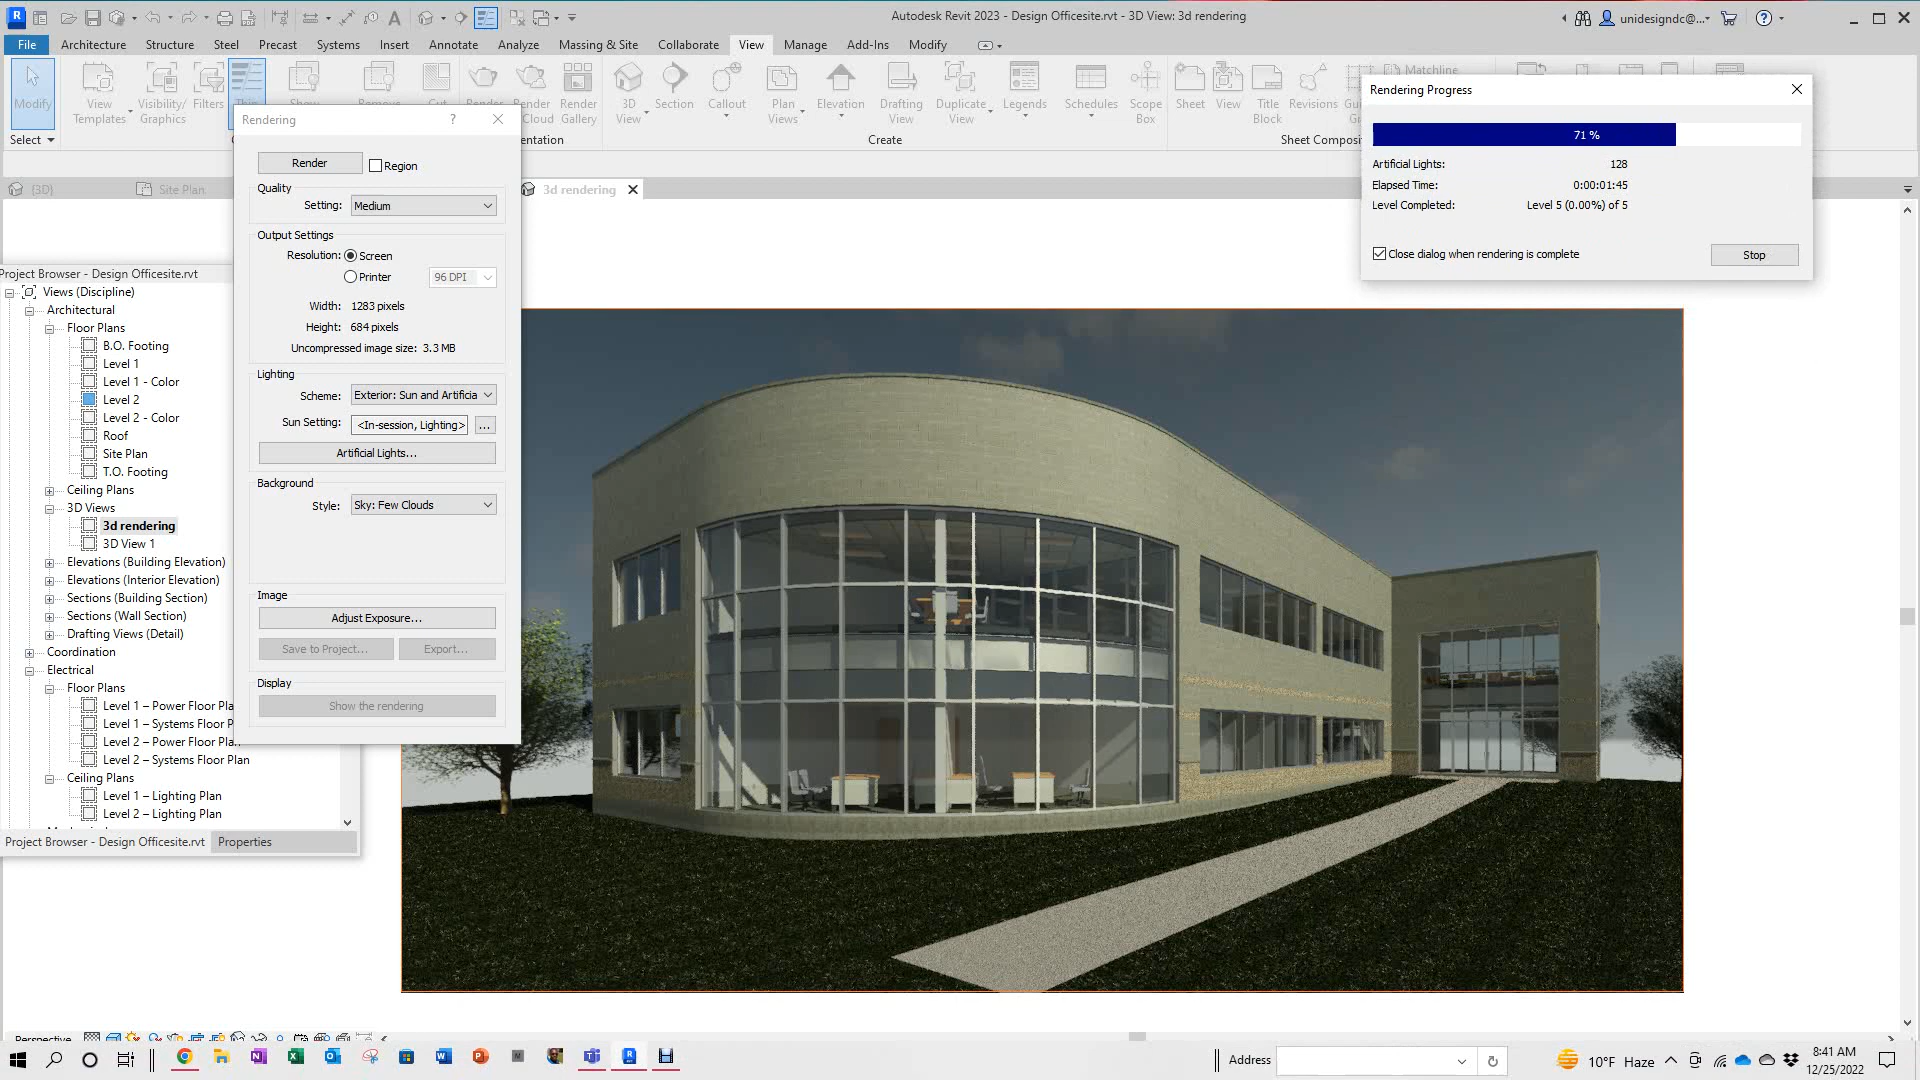 Autodesk Revit 2023 - Design Officesite.rvt - 3D View: 3d rendering
unidesigndc@...
File Architecture Structure Steel Precast Systems Insert Annotate Analyze Massing & Site Collaborate View Manage Add-Ins Modify
Modify
View Templates
Visibility/ Graphics
Filters
Render
Render Gallery
3D View
Section
Callout
Plan Views
Elevation
Drafting View
Duplicate View
Legends
Schedules
Scope Box
Sheet
View
Title Block
Revisions
Matchline
Select
Create
{3D}
Site Plan
3d rendering
Rendering
?
Render
Region
Quality
Setting: Medium
Output Settings
Resolution: Screen
Printer 96 DPI
Width: 1283 pixels
Height: 684 pixels
Uncompressed image size: 3.3 MB
Lighting
Scheme: Exterior: Sun and Artificia
Sun Setting: <In-session, Lighting> ...
Artificial Lights...
Background
Style: Sky: Few Clouds
Image
Adjust Exposure...
Save to Project... Export...
Display
Show the rendering
Rendering Progress
71 %
Artificial Lights: 128
Elapsed Time: 0:00:01:45
Level Completed: Level 5 (0.00%) of 5
Close dialog when rendering is complete
Stop
Project Browser - Design Officesite.rvt
Views (Discipline)
Architectural
Floor Plans
B.O. Footing
Level 1
Level 1 - Color
Level 2
Level 2 - Color
Roof
Site Plan
T.O. Footing
Ceiling Plans
3D Views
3d rendering
3D View 1
Elevations (Building Elevation)
Elevations (Interior Elevation)
Sections (Building Section)
Sections (Wall Section)
Drafting Views (Detail)
Coordination
Electrical
Floor Plans
Level 1 – Power Floor Pla
Level 1 – Systems Floor P
Level 2 – Power Floor Pla
Level 2 – Systems Floor Plan
Ceiling Plans
Level 1 – Lighting Plan
Level 2 – Lighting Plan
Project Browser - Design Officesite.rvt Properties
Perspective
Address
10°F Haze
8:41 AM
12/25/2022